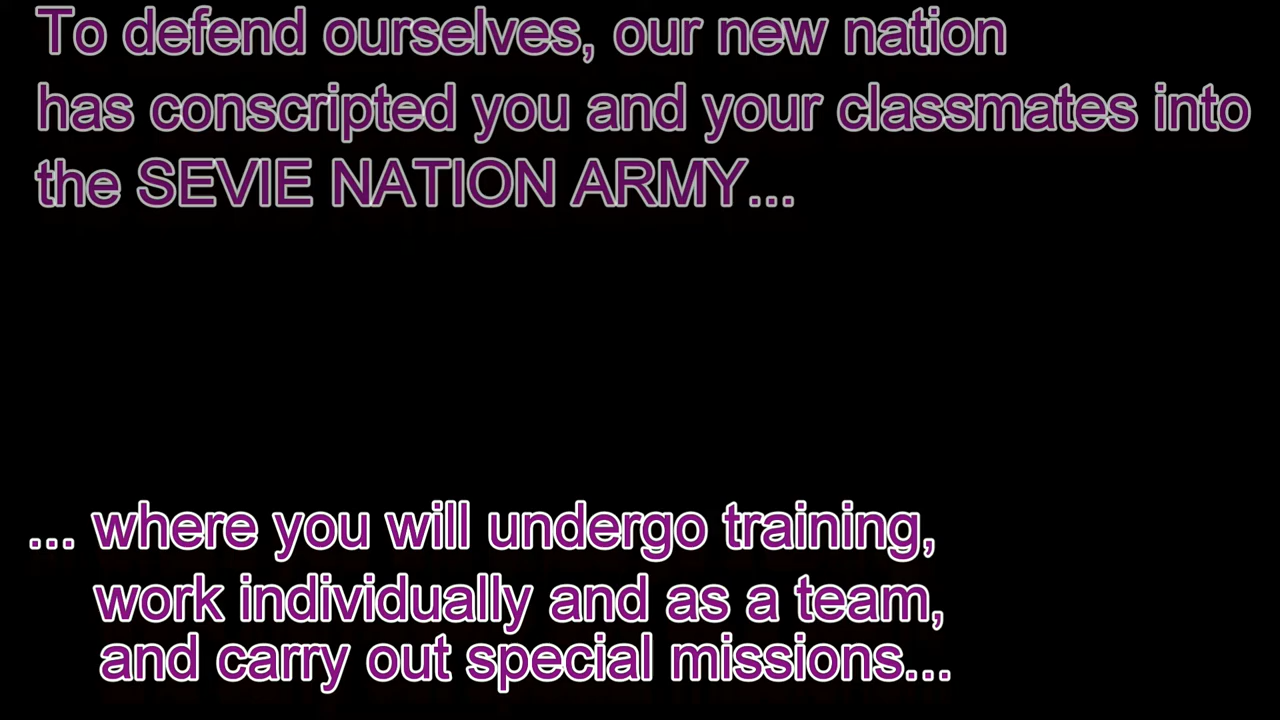 To defend ourselves, our new nation
has conscripted you and your classmates into
the SEVIE NATION ARMY...
... where you will undergo training,
work individually and as a team,
and carry out special missions...